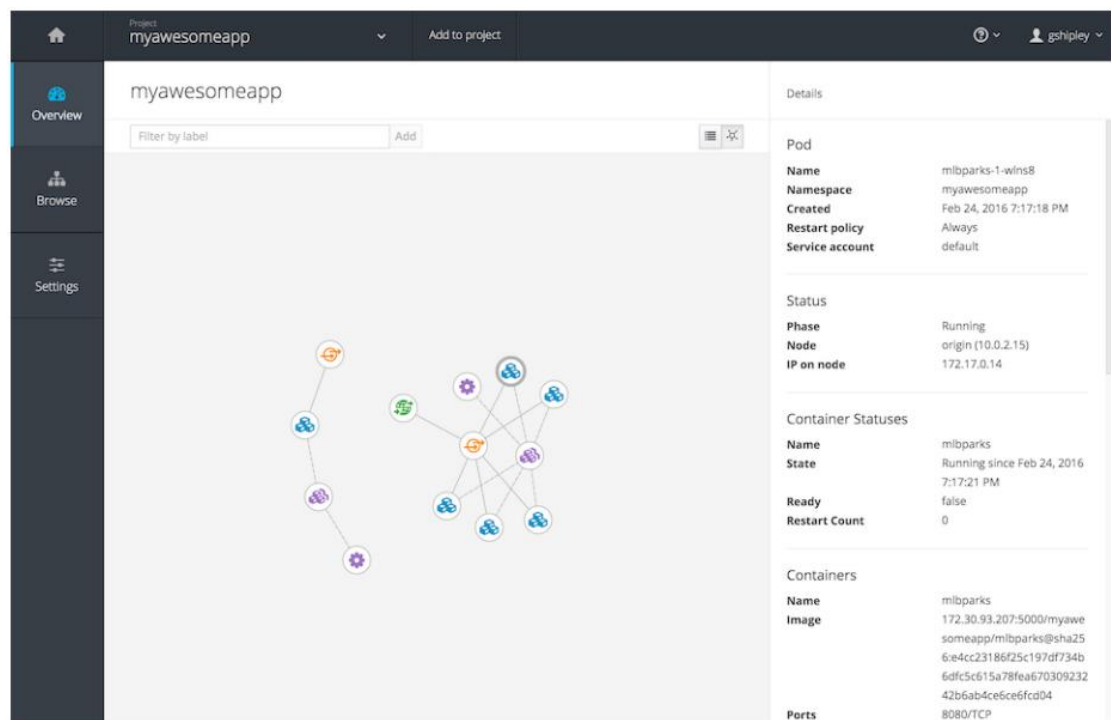 Project
myawesomeapp
Add to project
gshipley
Overview
Browse
Settings
myawesomeapp
Filter by label
Add
Details
Pod
Name mlbparks-1-wlns8
Namespace myawesomeapp
Created Feb 24, 2016 7:17:18 PM
Restart policy Always
Service account default
Status
Phase Running
Node origin (10.0.2.15)
IP on node 172.17.0.14
Container Statuses
Name mlbparks
State Running since Feb 24, 2016
7:17:21 PM
Ready false
Restart Count 0
Containers
Name mlbparks
Image 172.30.93.207:5000/myawe
someapp/mlbparks@sha25
6:e4cc23186f25c197df734b
6dfc5c615a78fea670309232
42b6ab4ce6ce6fcd04
Ports 8080/TCP